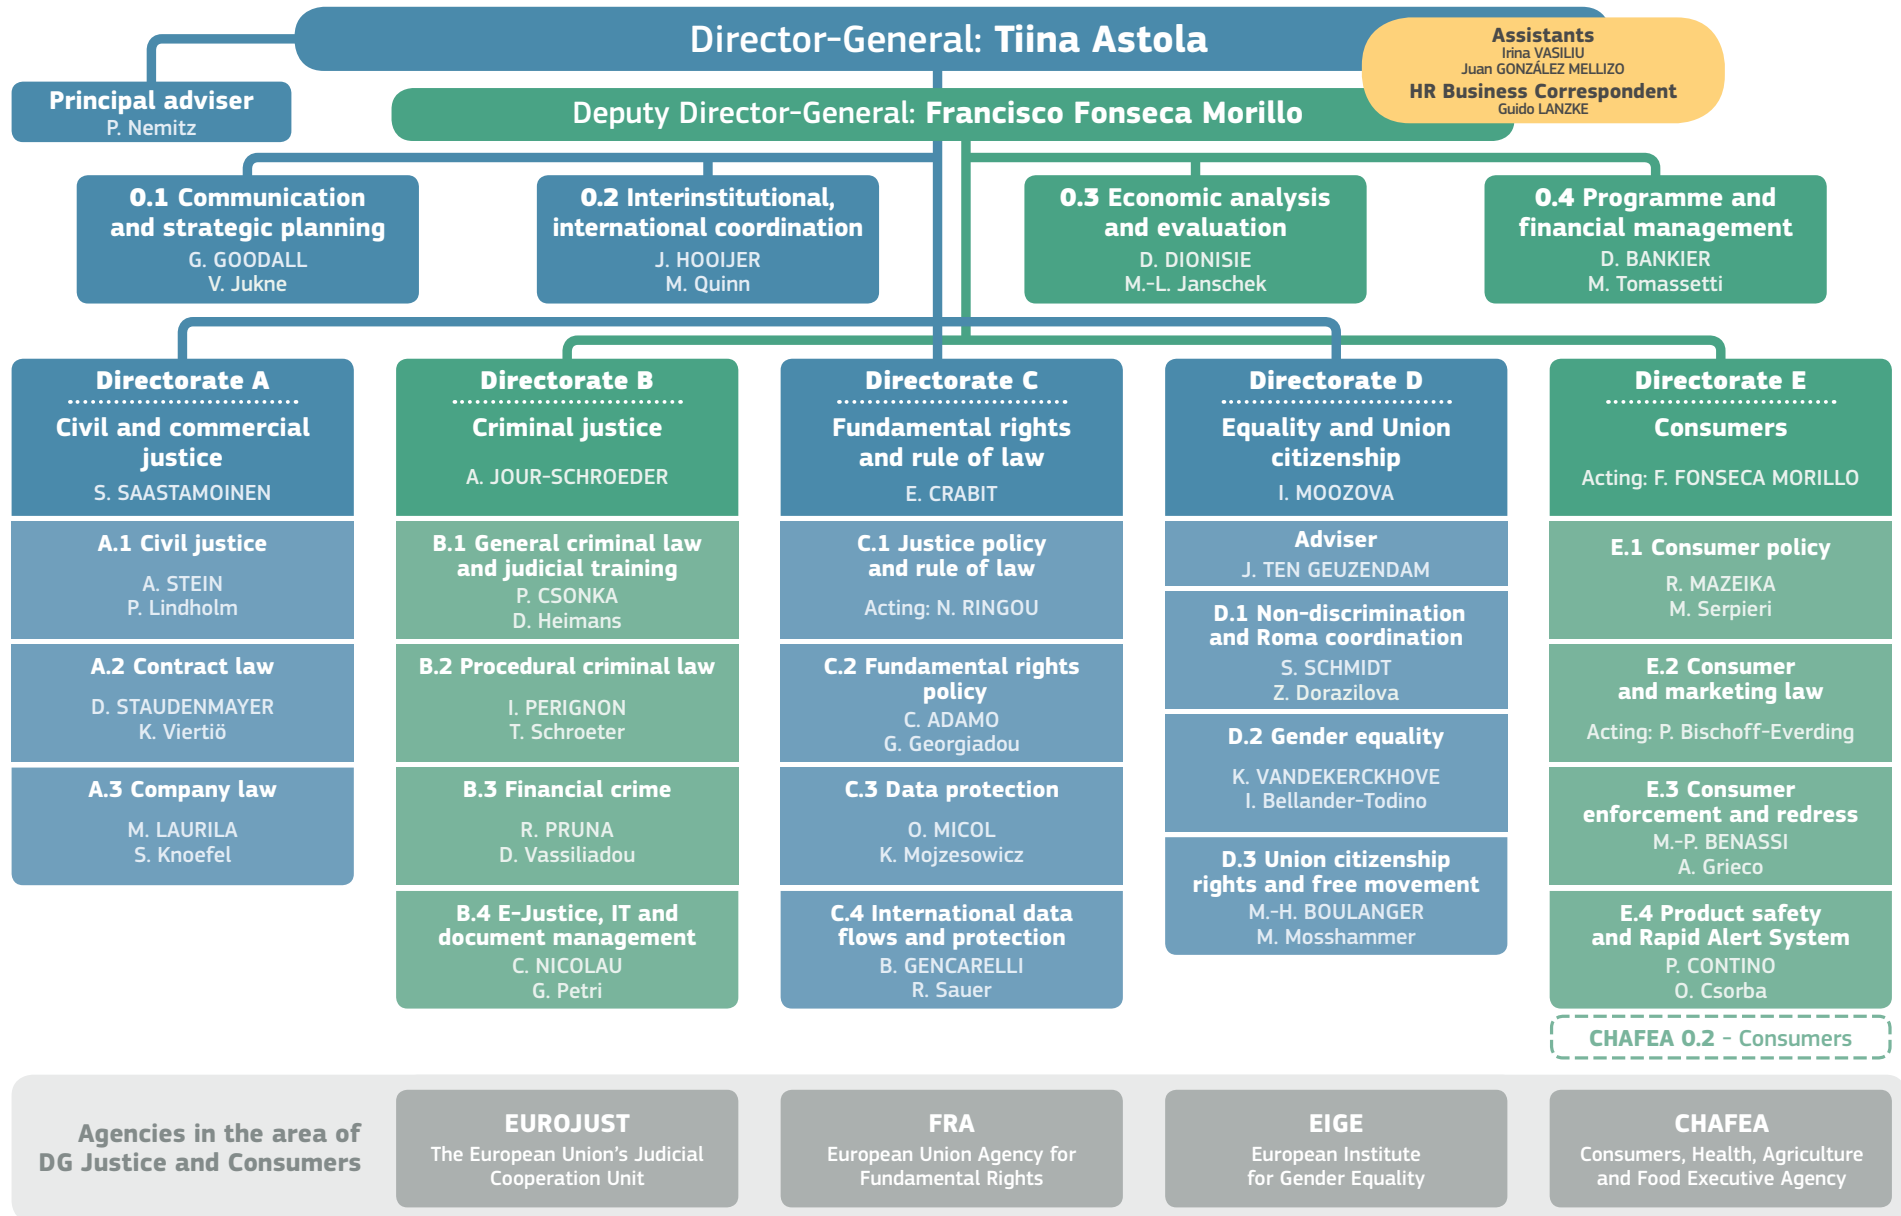 Director-General: Tiina Astola
Assistants
Irina VASILIU
Juan GONZÁLEZ MELLIZO
HR Business Correspondent
Guido LANZKE
Principal adviser
P. Nemitz
Deputy Director-General: Francisco Fonseca Morillo
0.1 Communication
and strategic planning
G. GOODALL
V. Jukne
0.2 Interinstitutional,
international coordination
J. HOOIJER
M. Quinn
0.3 Economic analysis
and evaluation
D. DIONISIE
M.-L. Janschek
0.4 Programme and
financial management
D. BANKIER
M. Tomassetti
Directorate A
Civil and commercial
justice
S. SAASTAMOINEN
A.1 Civil justice
A. STEIN
P. Lindholm
A.2 Contract law
D. STAUDENMAYER
K. Viertiö
A.3 Company law
M. LAURILA
S. Knoefel
Directorate B
Criminal justice
A. JOUR-SCHROEDER
B.1 General criminal law
and judicial training
P. CSONKA
D. Heimans
B.2 Procedural criminal law
I. PERIGNON
T. Schroeter
B.3 Financial crime
R. PRUNA
D. Vassiliadou
B.4 E-Justice, IT and
document management
C. NICOLAU
G. Petri
Directorate C
Fundamental rights
and rule of law
E. CRABIT
C.1 Justice policy
and rule of law
Acting: N. RINGOU
C.2 Fundamental rights
policy
C. ADAMO
G. Georgiadou
C.3 Data protection
O. MICOL
K. Mojzesowicz
C.4 International data
flows and protection
B. GENCARELLI
R. Sauer
Directorate D
Equality and Union
citizenship
I. MOOZOVA
Adviser
J. TEN GEUZENDAM
D.1 Non-discrimination
and Roma coordination
S. SCHMIDT
Z. Dorazilova
D.2 Gender equality
K. VANDEKERCKHOVE
I. Bellander-Todino
D.3 Union citizenship
rights and free movement
M.-H. BOULANGER
M. Mosshammer
Directorate E
Consumers
Acting: F. FONSECA MORILLO
E.1 Consumer policy
R. MAZEIKA
M. Serpieri
E.2 Consumer
and marketing law
Acting: P. Bischoff-Everding
E.3 Consumer
enforcement and redress
M.-P. BENASSI
A. Grieco
E.4 Product safety
and Rapid Alert System
P. CONTINO
O. Csorba
CHAFEA 0.2 - Consumers
Agencies in the area of
DG Justice and Consumers
EUROJUST
The European Union's Judicial
Cooperation Unit
FRA
European Union Agency for
Fundamental Rights
EIGE
European Institute
for Gender Equality
CHAFEA
Consumers, Health, Agriculture
and Food Executive Agency